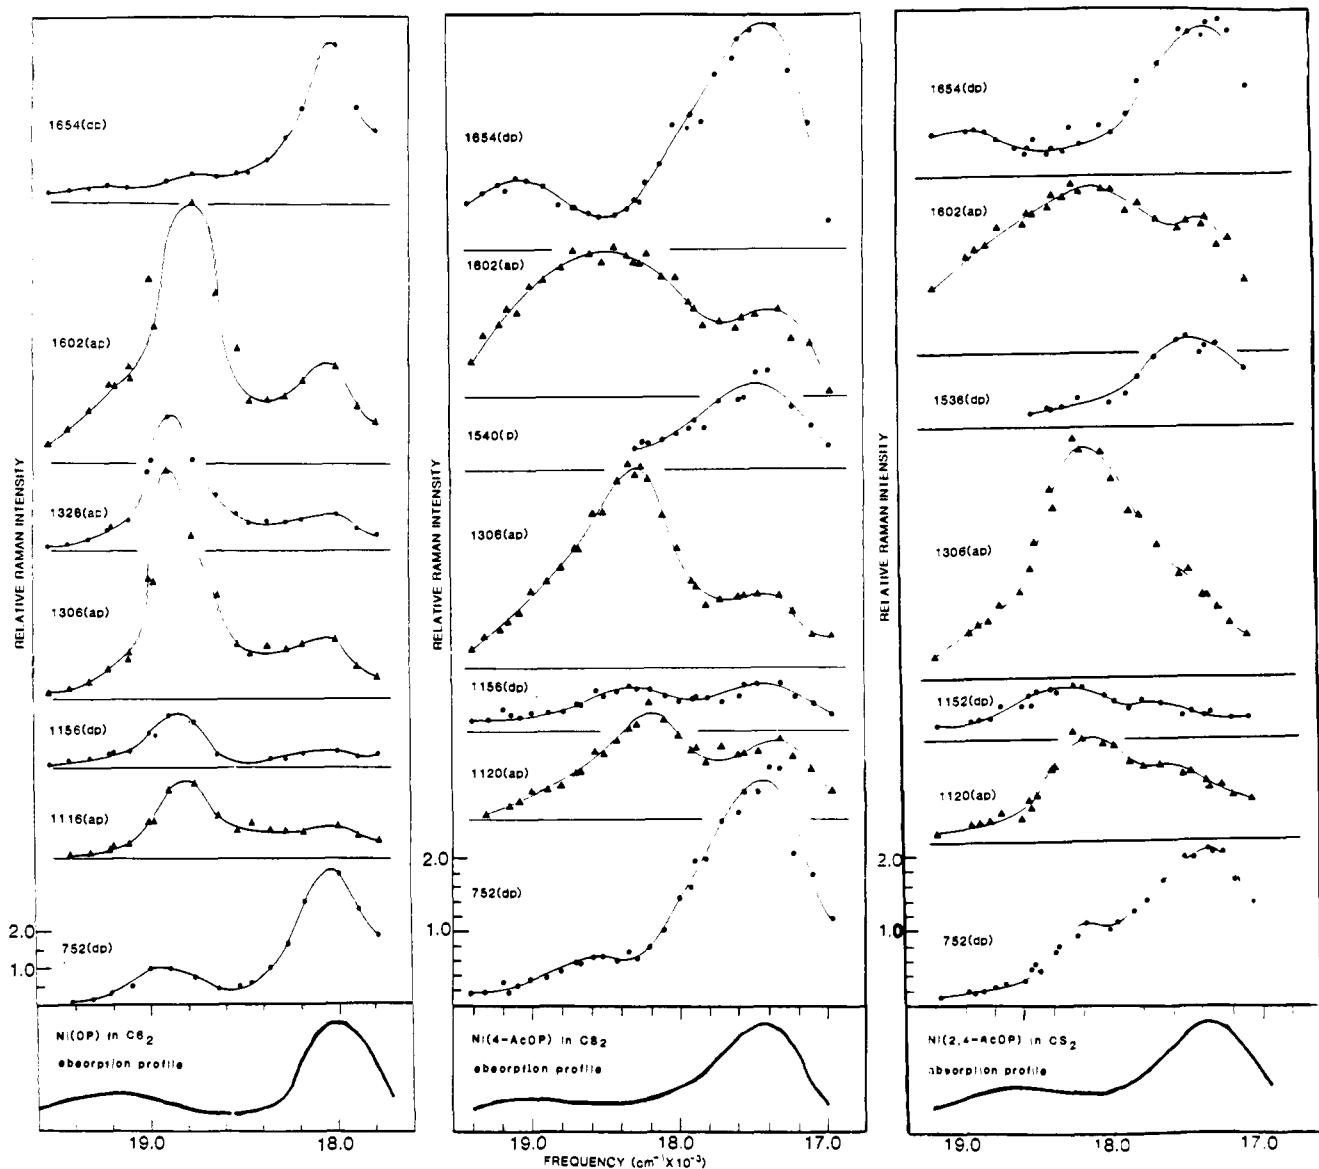 RELATIVE RAMAN INTENSITY
1654(dp)
1602(ap)
1326(ap)
1306(ap)
1156(dp)
1116(ap)
752(dp)
2.0
1.0
Ni(OP) in CS2
absorption profile
19.0 18.0
RELATIVE RAMAN INTENSITY
1654(dp)
1602(ap)
1540(p)
1306(ap)
1156(dp)
1120(ap)
752(dp)
2.0
1.0
Ni(4-AcOP) in CS2
absorption profile
19.0 18.0 17.0
FREQUENCY (cm⁻¹X10⁻³)
RELATIVE RAMAN INTENSITY
1654(dp)
1602(ap)
1536(dp)
1306(ap)
1152(dp)
1120(ap)
752(dp)
2.0
1.0
Ni(2,4-AcOP) in CS2
absorption profile
19.0 18.0 17.0